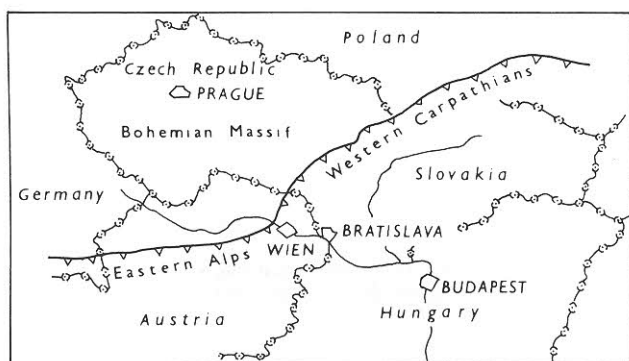 Poland
Czech Republic
PRAGUE
Bohemian Massif
Western Carpathians
Slovakia
Germany
BRATISLAVA
WIEN
Eastern Alps
BUDAPEST
Austria
Hungary